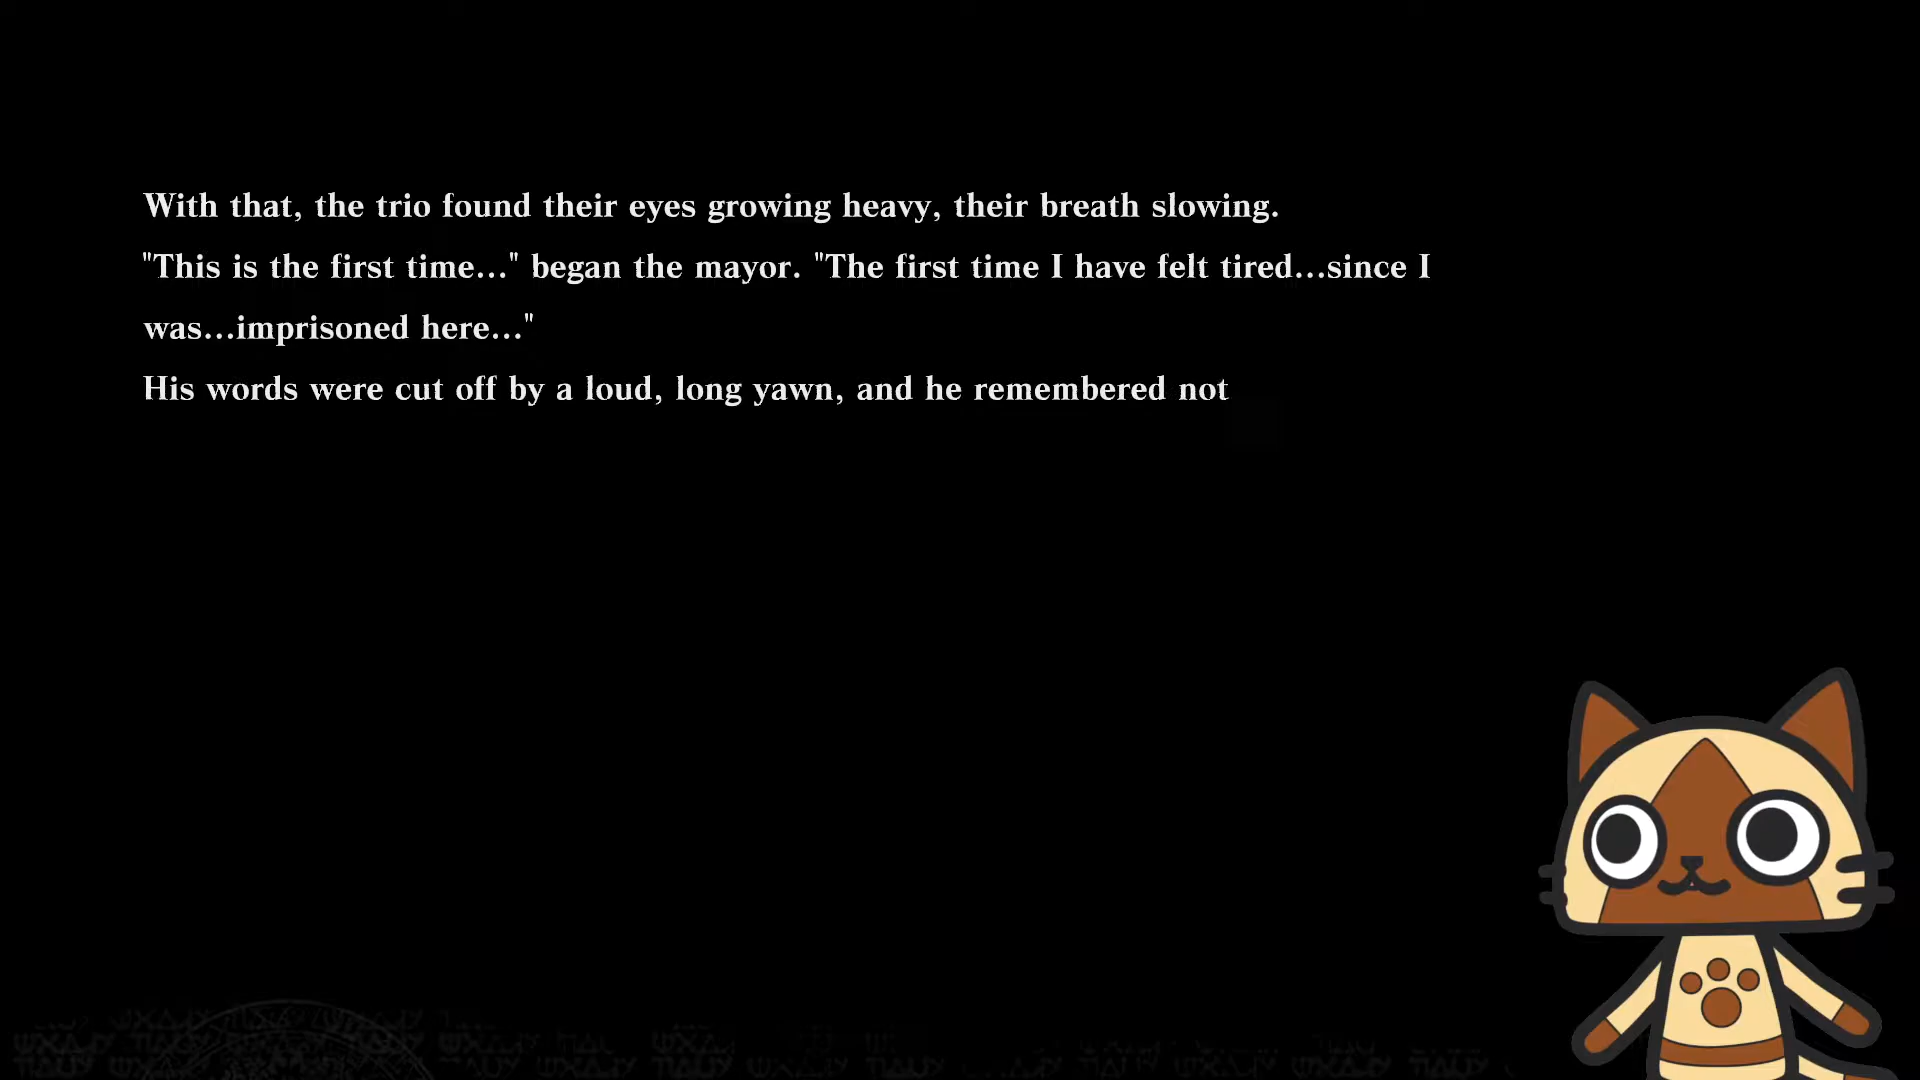 With that, the trio found their eyes growing heavy, their breath slowing.
"This is the first time..." began the mayor. "The first time I have felt tired...since I
was...imprisoned here..."
His words were cut off by a loud, long yawn, and he remembered not